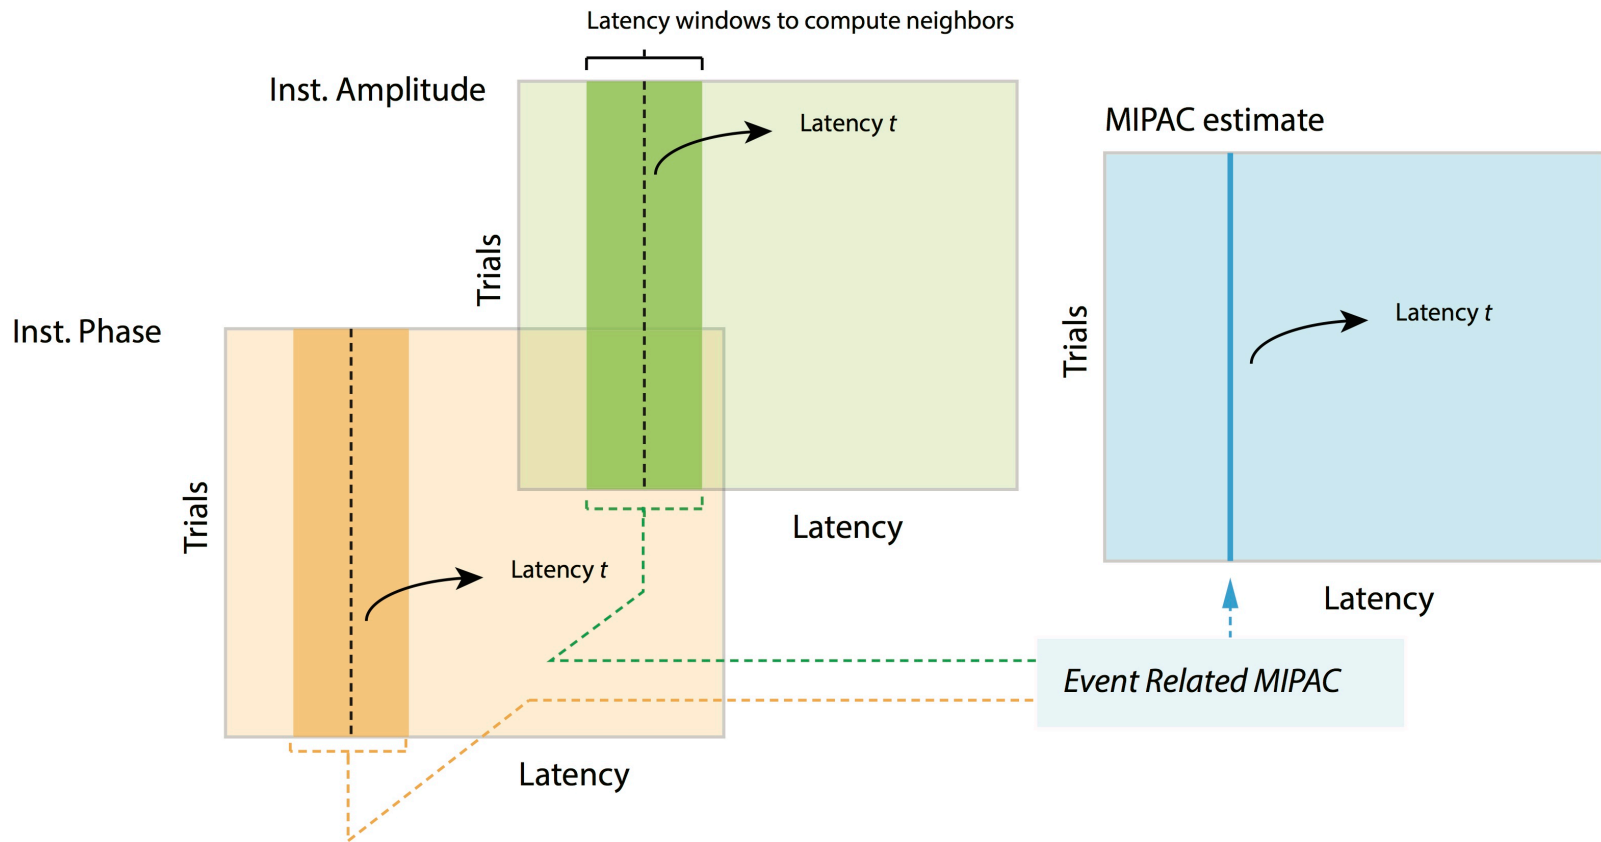 Latency windows to compute neighbors
Inst. Amplitude
Latency t
MIPAC estimate
Trials
Inst. Phase
Latency t
Trials
Trials
Latency
Latency t
Latency
Event Related MIPAC
Latency